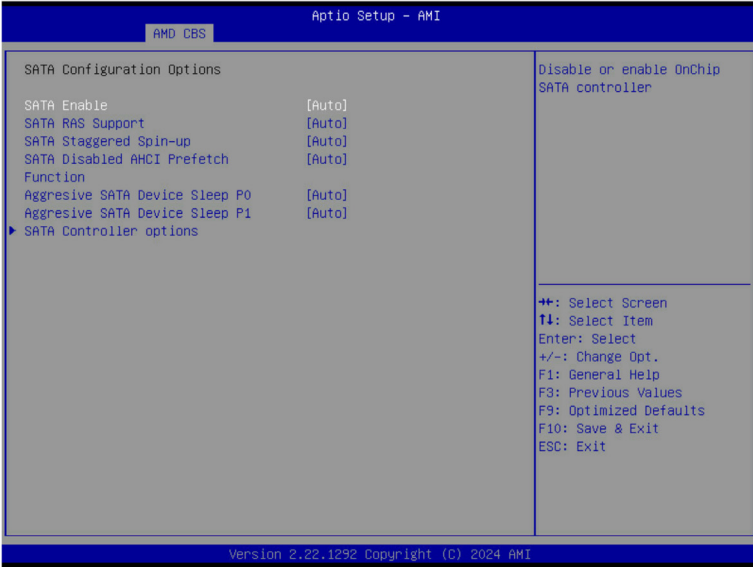 Aptio Setup – AMI
AMD CBS
SATA Configuration Options
SATA Enable [Auto]
SATA RAS Support [Auto]
SATA Staggered Spin-up [Auto]
SATA Disabled AHCI Prefetch [Auto]
Function
Aggresive SATA Device Sleep P0 [Auto]
Aggresive SATA Device Sleep P1 [Auto]
▶ SATA Controller options
Disable or enable OnChip
SATA controller
→←: Select Screen
↑↓: Select Item
Enter: Select
+/-: Change Opt.
F1: General Help
F3: Previous Values
F9: Optimized Defaults
F10: Save & Exit
ESC: Exit
Version 2.22.1292 Copyright (C) 2024 AMI